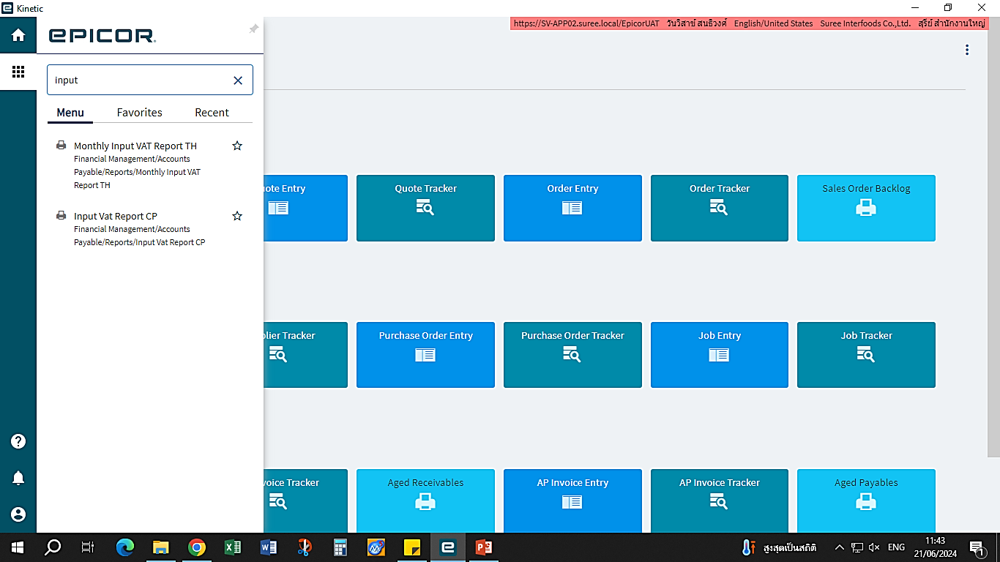 Kinetic
https://SV-APP02.suree.local/EpicorUAT วันวิสาข์ สนธิวงศ์ English/United States Suree Interfoods Co.,Ltd. สุรีย์ สำนักงานใหญ่
EPICOR
input
Menu Favorites Recent
Monthly Input VAT Report TH
Financial Management/Accounts
Payable/Reports/Monthly Input VAT
Report TH
Input Vat Report CP
Financial Management/Accounts
Payable/Reports/Input Vat Report CP
ote Entry Quote Tracker Order Entry Order Tracker Sales Order Backlog
lier Tracker Purchase Order Entry Purchase Order Tracker Job Entry Job Tracker
voice Tracker Aged Receivables AP Invoice Entry AP Invoice Tracker Aged Payables
สูงสุดเป็นสถิติ ENG 11:43
21/06/2024
1